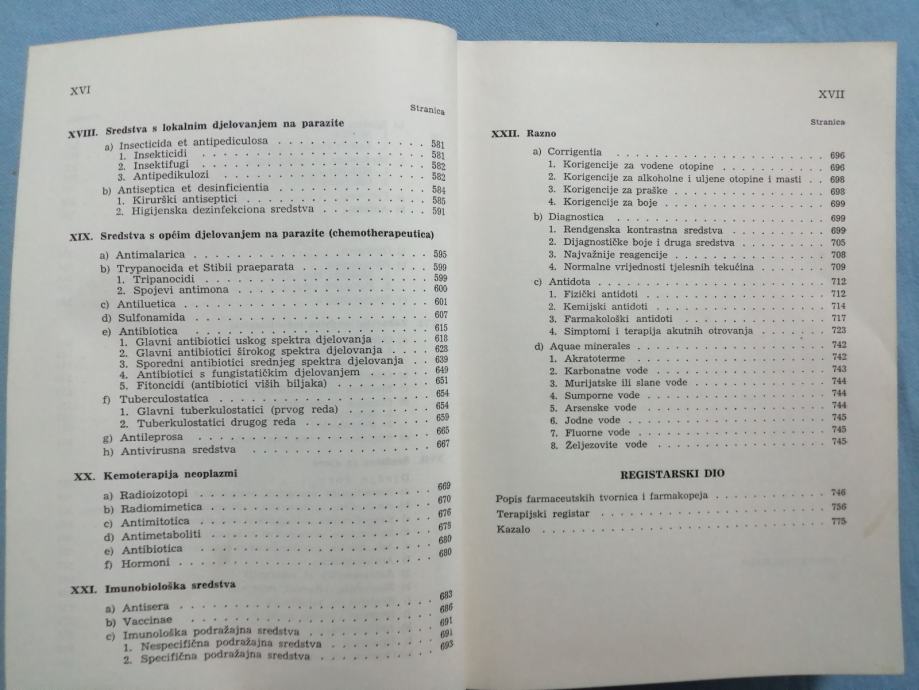 XVI
Stranica
XVIII. Sredstva s lokalnim djelovanjem na parazite
a) Insecticida et antipediculosa . . . . . . . . . . . . . 581
1. Insekticidi . . . . . . . . . . . . . . . . . . 581
2. Insektifugi . . . . . . . . . . . . . . . . . . 582
3. Antipedikulozi . . . . . . . . . . . . . . . . . 582
b) Antiseptica et desinficientia . . . . . . . . . . . . . 584
1. Kirurški antiseptici . . . . . . . . . . . . . . . 585
2. Higijenska dezinfekciona sredstva . . . . . . . . . . 591
XIX. Sredstva s općim djelovanjem na parazite (chemotherapeutica)
a) Antimalarica . . . . . . . . . . . . . . . . . . 595
b) Trypanocida et Stibii praeparata . . . . . . . . . . . 599
1. Tripanocidi . . . . . . . . . . . . . . . . . . 599
2. Spojevi antimona . . . . . . . . . . . . . . . . 600
c) Antiluetica . . . . . . . . . . . . . . . . . . . 601
d) Sulfonamida . . . . . . . . . . . . . . . . . . . 607
e) Antibiotica . . . . . . . . . . . . . . . . . . . 615
1. Glavni antibiotici uskog spektra djelovanja . . . . . . 618
2. Glavni antibiotici širokog spektra djelovanja . . . . . 628
3. Sporedni antibiotici srednjeg spektra djelovanja . . . . 639
4. Antibiotici s fungistatičkim djelovanjem . . . . . . . 649
5. Fitoncidi (antibiotici viših biljaka) . . . . . . . . . 651
f) Tuberculostatica . . . . . . . . . . . . . . . . . 654
1. Glavni tuberkulostatici (prvog reda) . . . . . . . . . 654
2. Tuberkulostatici drugog reda . . . . . . . . . . . . 659
g) Antileprosa . . . . . . . . . . . . . . . . . . . 665
h) Antivirusna sredstva . . . . . . . . . . . . . . . 667
XX. Kemoterapija neoplazmi
a) Radioizotopi . . . . . . . . . . . . . . . . . . 669
b) Radiomimetica . . . . . . . . . . . . . . . . . . 670
c) Antimitotica . . . . . . . . . . . . . . . . . . 676
d) Antimetaboliti . . . . . . . . . . . . . . . . . . 678
e) Antibiotica . . . . . . . . . . . . . . . . . . . 680
f) Hormoni . . . . . . . . . . . . . . . . . . . . 680
XXI. Imunobiološka sredstva
a) Antisera . . . . . . . . . . . . . . . . . . . . 683
b) Vaccinae . . . . . . . . . . . . . . . . . . . . 686
c) Imunološka podražajna sredstva . . . . . . . . . . . 691
1. Nespecifična podražajna sredstva . . . . . . . . . . 691
2. Specifična podražajna sredstva . . . . . . . . . . . 693
XVII
Stranica
XXII. Razno
a) Corrigentia . . . . . . . . . . . . . . . . . . . 696
1. Korigencije za vodene otopine . . . . . . . . . . . 696
2. Korigencije za alkoholne i uljene otopine i masti . . 698
3. Korigencije za praške . . . . . . . . . . . . . . 698
4. Korigencije za boje . . . . . . . . . . . . . . . 699
b) Diagnostica . . . . . . . . . . . . . . . . . . . 699
1. Rendgenska kontrastna sredstva . . . . . . . . . . 699
2. Dijagnostičke boje i druga sredstva . . . . . . . . . 705
3. Najvažnije reagencije . . . . . . . . . . . . . . 708
4. Normalne vrijednosti tjelesnih tekućina . . . . . . . 709
c) Antidota . . . . . . . . . . . . . . . . . . . . 712
1. Fizički antidoti . . . . . . . . . . . . . . . . . 712
2. Kemijski antidoti . . . . . . . . . . . . . . . . 714
3. Farmakološki antidoti . . . . . . . . . . . . . . 717
4. Simptomi i terapija akutnih otrovanja . . . . . . . . 723
d) Aquae minerales . . . . . . . . . . . . . . . . . 742
1. Akratoterme . . . . . . . . . . . . . . . . . . 742
2. Karbonatne vode . . . . . . . . . . . . . . . . 743
3. Murijatske ili slane vode . . . . . . . . . . . . . 744
4. Sumporne vode . . . . . . . . . . . . . . . . . 744
5. Arsenske vode . . . . . . . . . . . . . . . . . 744
6. Jodne vode . . . . . . . . . . . . . . . . . . 745
7. Fluorne vode . . . . . . . . . . . . . . . . . . 745
8. Željezovite vode . . . . . . . . . . . . . . . . 745
REGISTARSKI DIO
Popis farmaceutskih tvornica i farmakopeja . . . . . . . . 746
Terapijski registar . . . . . . . . . . . . . . . . . . 756
Kazalo . . . . . . . . . . . . . . . . . . . . . . 775